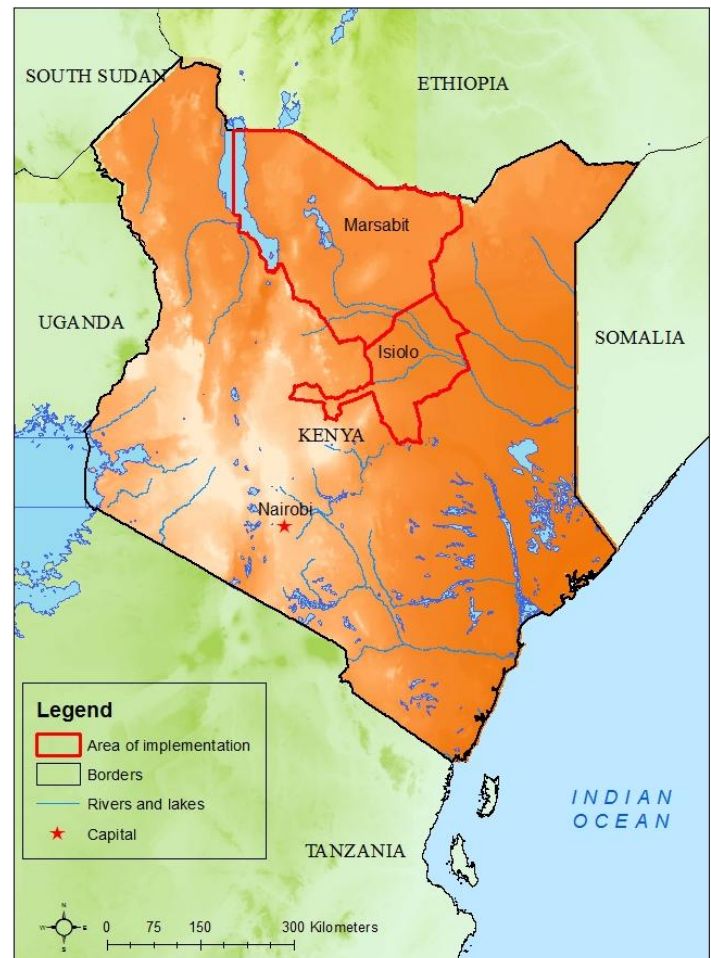 SOUTH SUDAN
ETHIOPIA
Marsabit
UGANDA
SOMALIA
Isiolo
KENYA
Nairobi
Legend
Area of implementation
Borders
Rivers and lakes
Capital
INDIAN
OCEAN
TANZANIA
N
W E
S
0 75 150 300 Kilometers